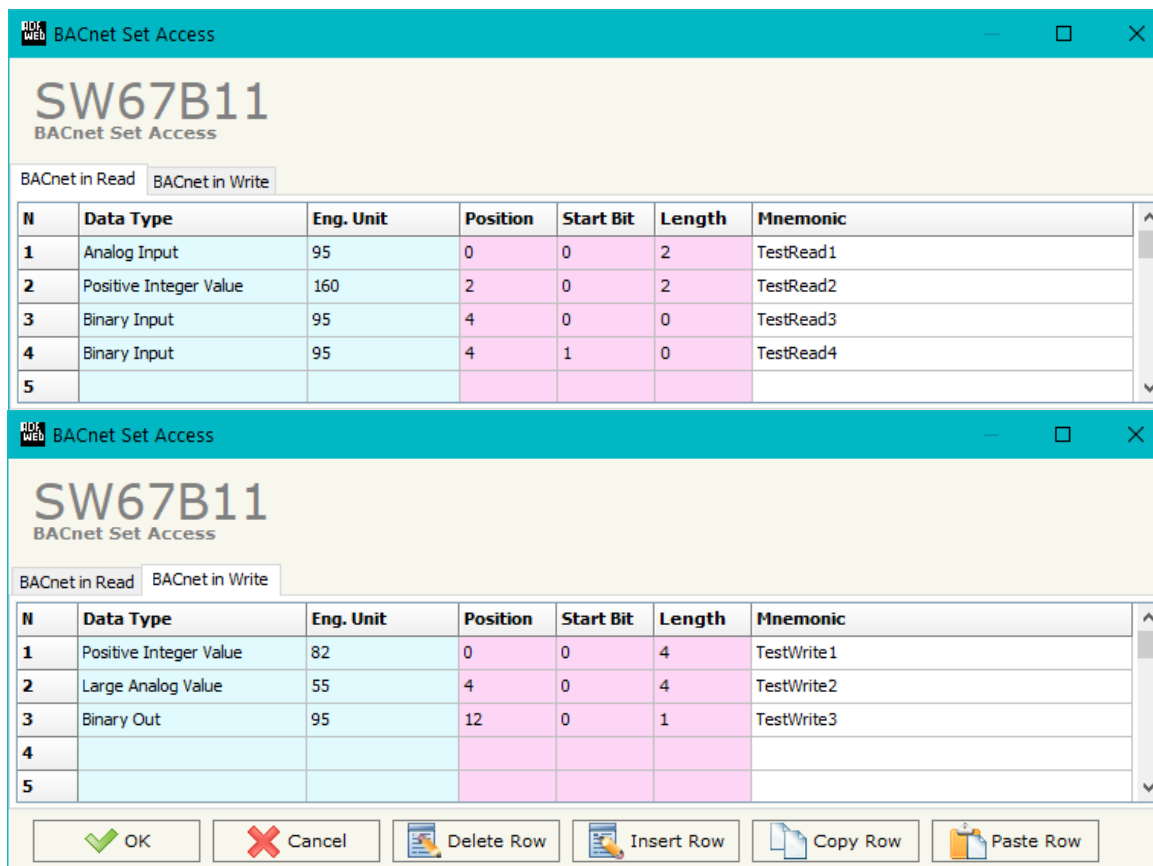 ADF WEB BACnet Set Access
SW67B11
BACnet Set Access
BACnet in Read BACnet in Write
N Data Type Eng. Unit Position Start Bit Length Mnemonic
1 Analog Input 95 0 0 2 TestRead1
2 Positive Integer Value 160 2 0 2 TestRead2
3 Binary Input 95 4 0 0 TestRead3
4 Binary Input 95 4 1 0 TestRead4
5
ADF WEB BACnet Set Access
SW67B11
BACnet Set Access
BACnet in Read BACnet in Write
N Data Type Eng. Unit Position Start Bit Length Mnemonic
1 Positive Integer Value 82 0 0 4 TestWrite1
2 Large Analog Value 55 4 0 4 TestWrite2
3 Binary Out 95 12 0 1 TestWrite3
4
5
OK Cancel Delete Row Insert Row Copy Row Paste Row